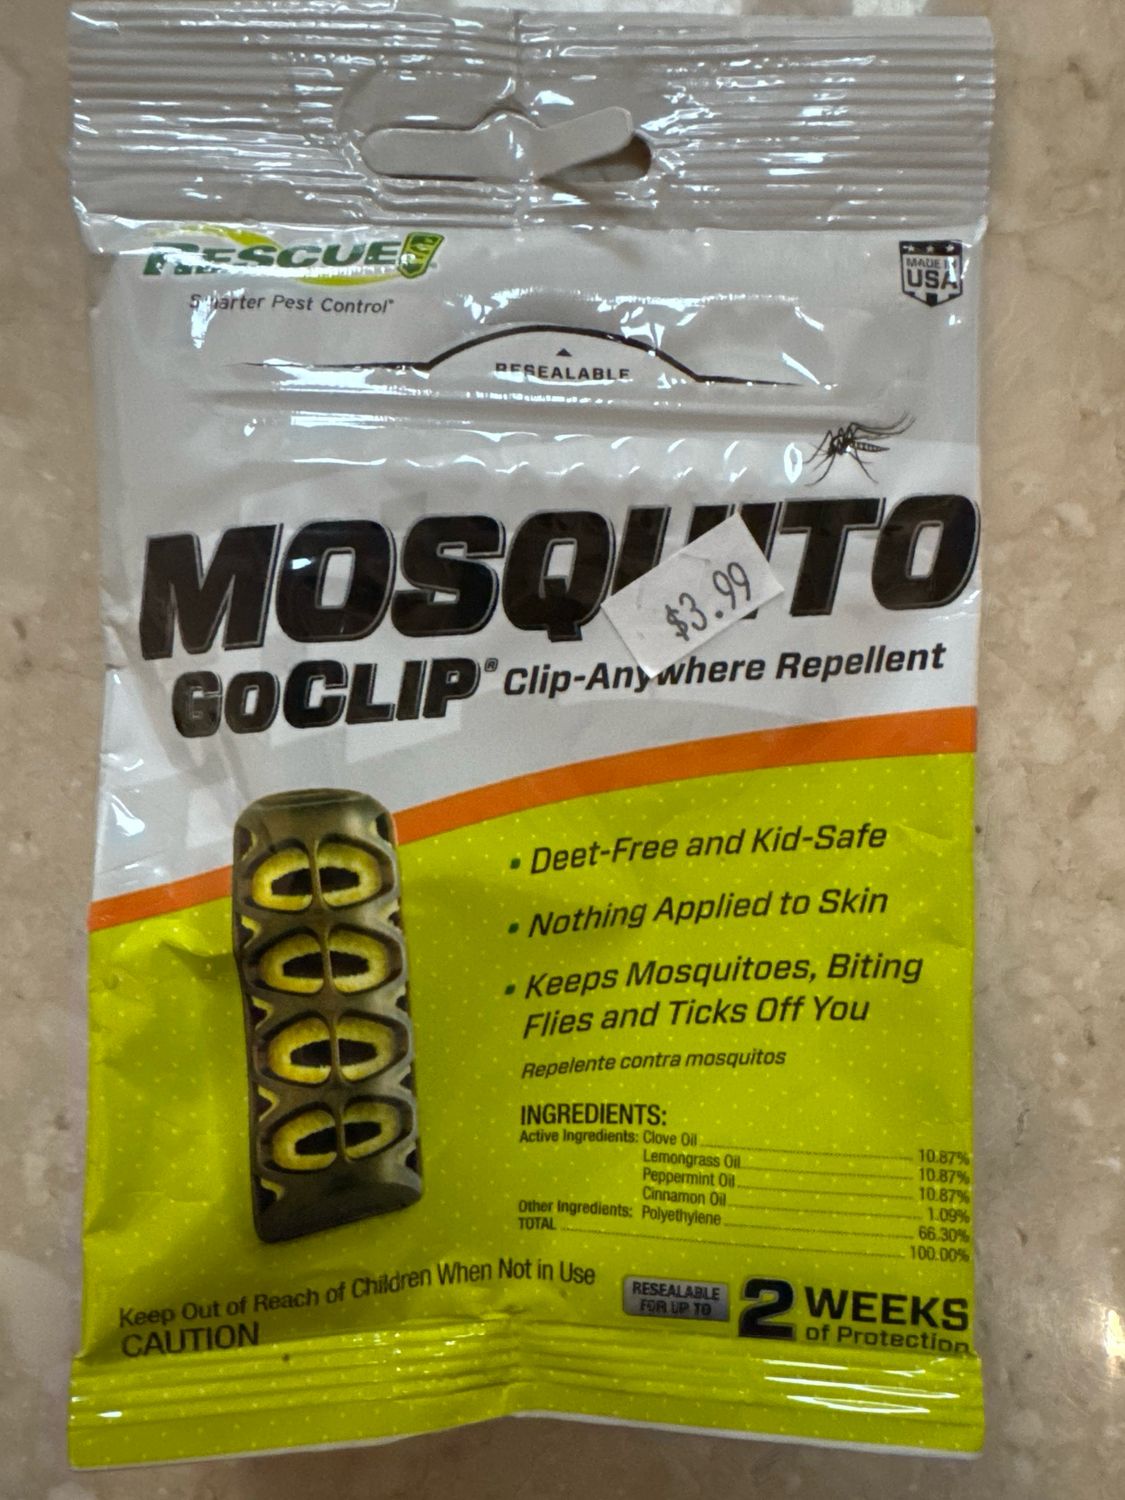 RESCUE!
Smarter Pest Control®
MADE IN
USA
RESEALABLE
MOSQUITO
$3.99
GOCLIP® Clip-Anywhere Repellent
• Deet-Free and Kid-Safe
• Nothing Applied to Skin
• Keeps Mosquitoes, Biting
Flies and Ticks Off You
Repelente contra mosquitos
INGREDIENTS:
Active Ingredients: Clove Oil 10.87%
Lemongrass Oil 10.87%
Peppermint Oil 10.87%
Cinnamon Oil 1.09%
Other Ingredients: Polyethylene 66.30%
TOTAL 100.00%
Keep Out of Reach of Children When Not in Use
CAUTION
RESEALABLE
FOR UP TO
2 WEEKS
of Protection